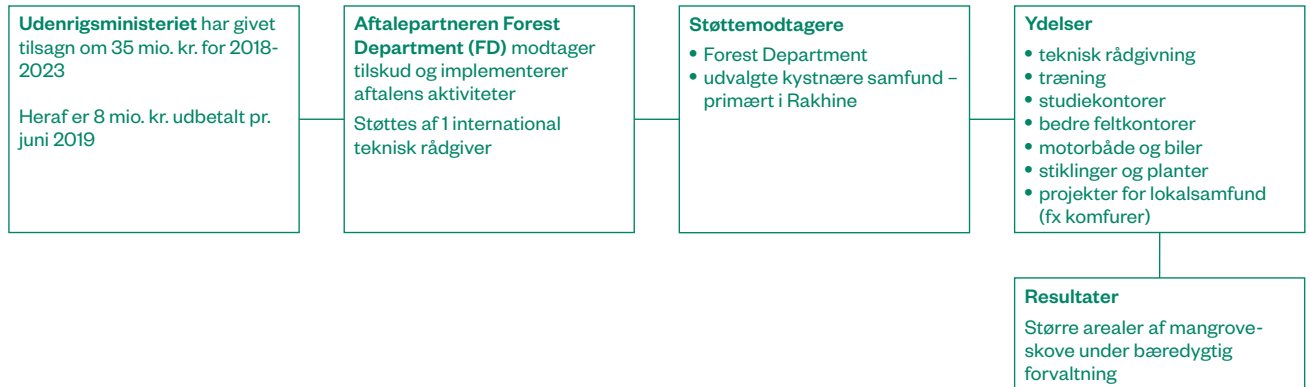 Udenrigsministeriet har givet
tilsagn om 35 mio. kr. for 2018-
2023
Heraf er 8 mio. kr. udbetalt pr.
juni 2019
Aftalepartneren Forest
Department (FD) modtager
tilskud og implementerer
aftalens aktiviteter
Støttes af 1 international
teknisk rådgiver
Støttemodtagere
• Forest Department
• udvalgte kystnære samfund –
primært i Rakhine
Ydelser
• teknisk rådgivning
• træning
• studiekontorer
• bedre feltkontorer
• motorbåde og biler
• stiklinger og planter
• projekter for lokalsamfund
(fx komfurer)
Resultater
Større arealer af mangrove-
skove under bæredygtig
forvaltning